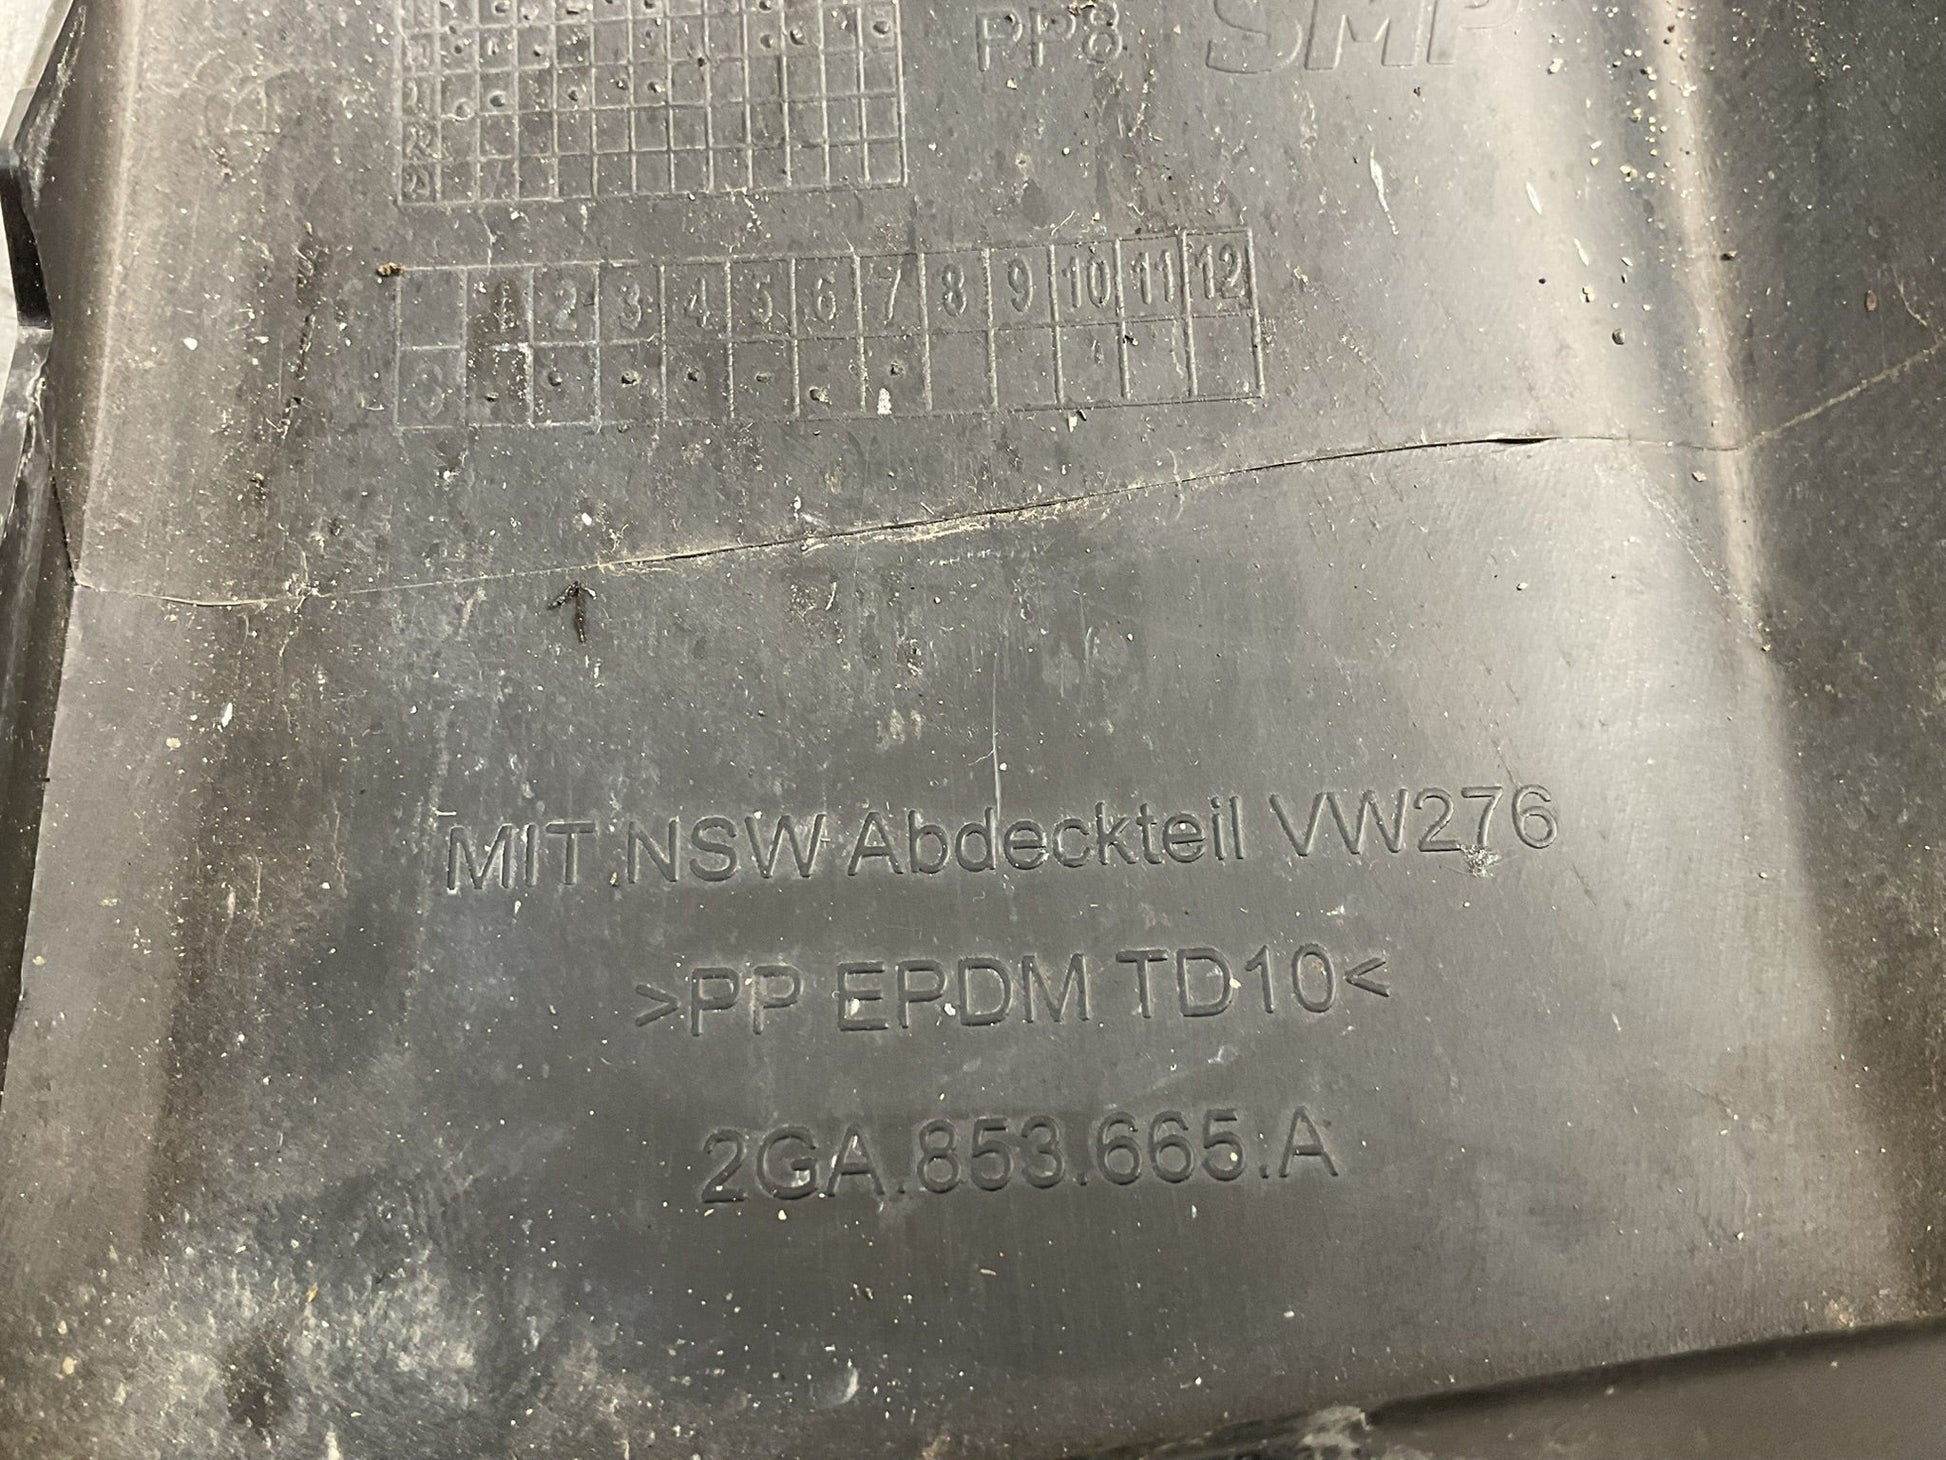 PP8 SMP
1 2 3 4 5 6 7 8 9 10 11 12
MIT NSW Abdeckteil VW276
>PP EPDM TD10<
2GA.853.665.A